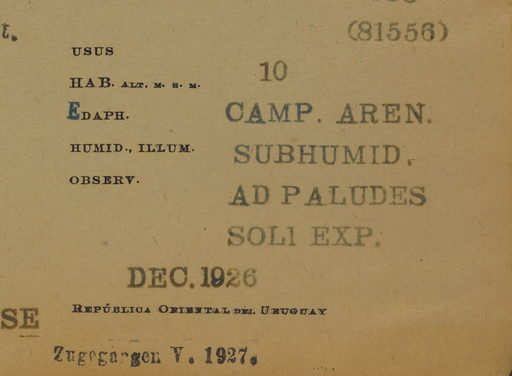 t.
(81556)
USUS
HAB. ALT. M. S. M. 10
EDAPH. CAMP. AREN.
HUMID., ILLUM. SUBHUMID.
OBSERV. AD PALUDES
SOLI EXP.
DEC. 1926
SE
REPÚBLICA ORIENTAL DEL URUGUAY
Zugegangen V. 1927.